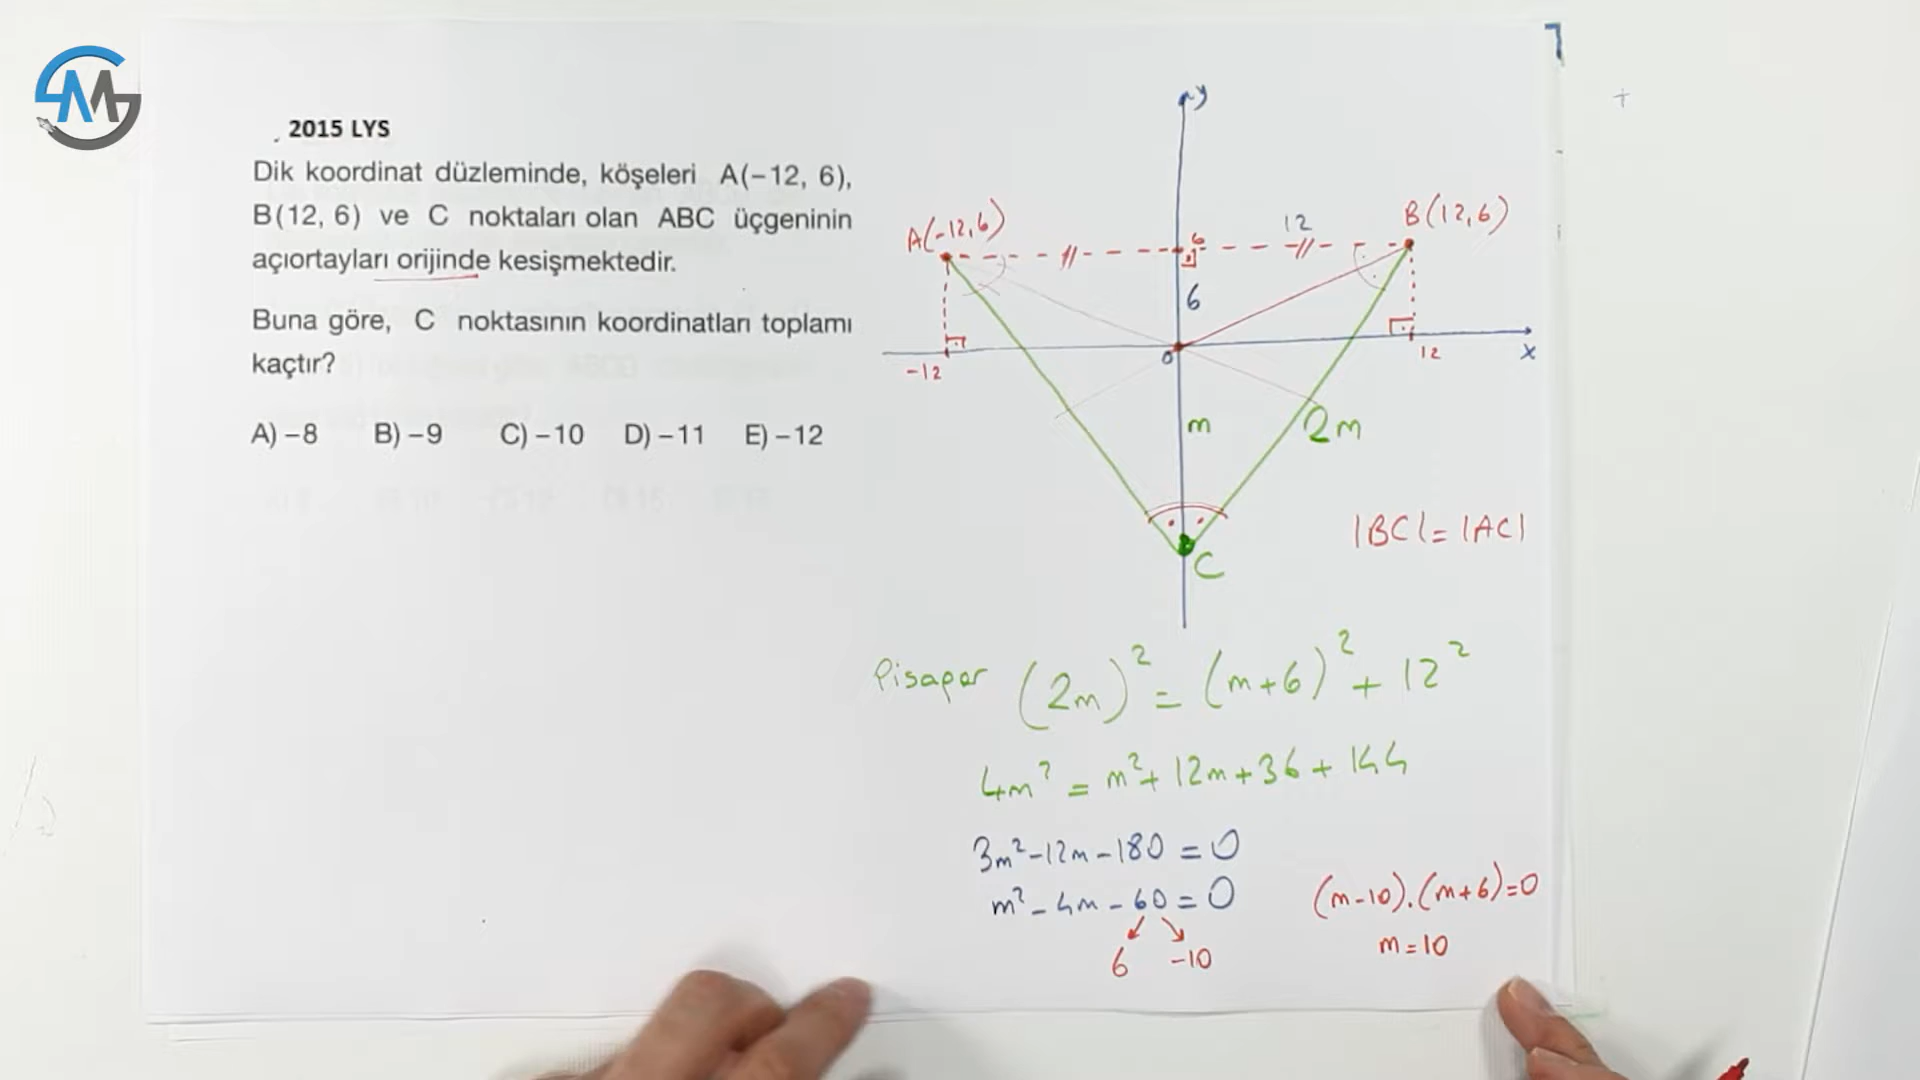 2015 LYS
Dik koordinat düzleminde, köşeleri A(−12, 6),
B(12, 6) ve C noktaları olan ABC üçgeninin
açıortayları orijinde kesişmektedir.
Buna göre, C noktasının koordinatları toplamı
kaçtır?
A) −8 B) −9 C) −10 D) −11 E) −12
y
A(-12,6)
6
12
B(12,6)
6
0
-12
12
x
m
2m
C
|BC| = |AC|
Pisagor (2m)² = (m+6)² + 12²
4m² = m² + 12m + 36 + 144
3m² - 12m - 180 = 0
m² - 4m - 60 = 0
6 -10
(m-10).(m+6)=0
m = 10